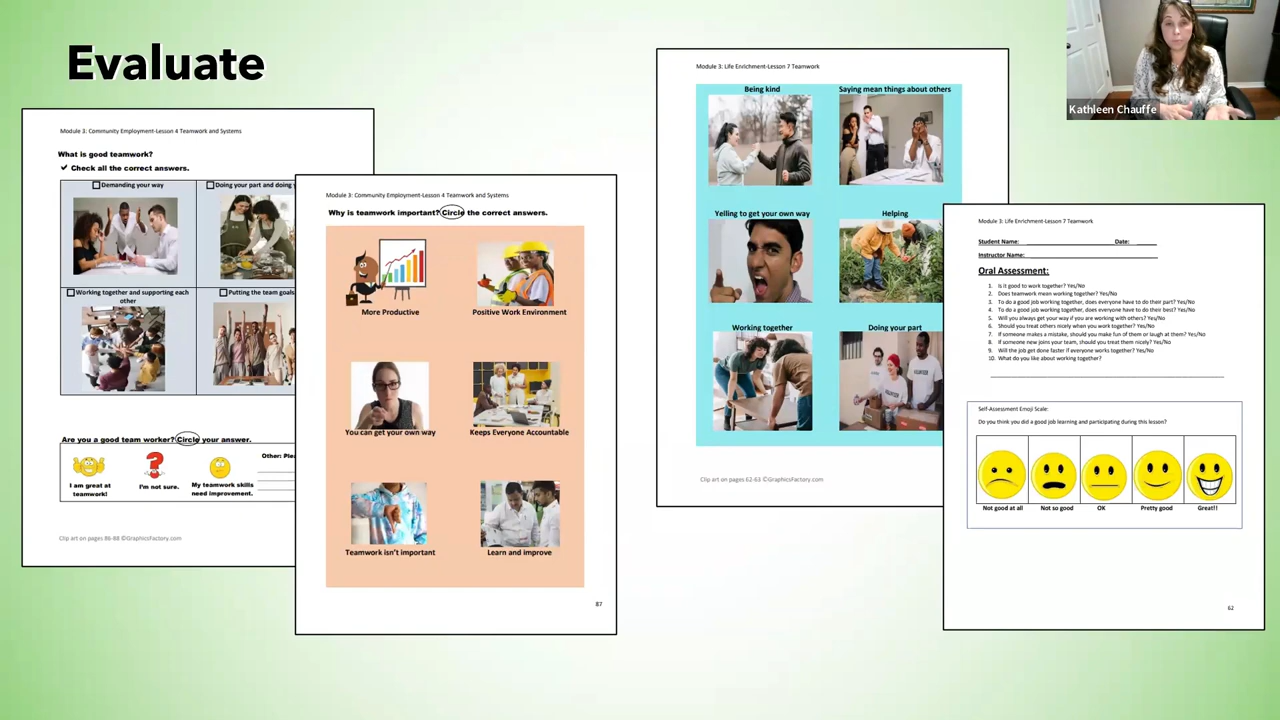 Evaluate
Kathleen Chauffe
Module 3: Community Employment-Lesson 4 Teamwork and Systems
What is good teamwork?
✓ Check all the correct answers.
Demanding your way
Doing your part and doing
Working together and supporting each
other
Putting the team goals
Are you a good team worker? Circle your answer.
I am great at
teamwork!
I'm not sure.
My teamwork skills
need improvement.
Other:
Clip art on pages 86-88 ©GraphicsFactory.com
Module 3: Community Employment-Lesson 4 Teamwork and Systems
Why is teamwork important? Circle the correct answers.
More Productive
Positive Work Environment
You can get your own way
Keeps Everyone Accountable
Teamwork isn't important
Learn and improve
87
Module 3: Life Enrichment-Lesson 7 Teamwork
Being kind
Saying mean things about others
Yelling to get your own way
Helping
Working together
Doing your part
VOLUNTEER
Clip art on pages 62-63 ©GraphicsFactory.com
Module 3: Life Enrichment-Lesson 7 Teamwork
Student Name: Date:
Instructor Name:
Oral Assessment:
1. Is it good to work together? Yes/No
2. Does teamwork mean working together? Yes/No
3. To do a good job working together, does everyone have to do their part? Yes/No
4. To do a good job working together, does everyone have to do their best? Yes/No
5. Will you always get your way if you are working with others? Yes/No
6. Should you treat others nicely when you work together? Yes/No
7. If someone makes a mistake, should you make fun of them or laugh at them? Yes/No
8. If someone new joins your team, should you treat them nicely? Yes/No
9. Will the job get done faster if everyone works together? Yes/No
10. What do you like about working together?
Self-Assessment Emoji Scale:
Do you think you did a good job learning and participating during this lesson?
Not good at all
Not so good
OK
Pretty good
Great!!
62